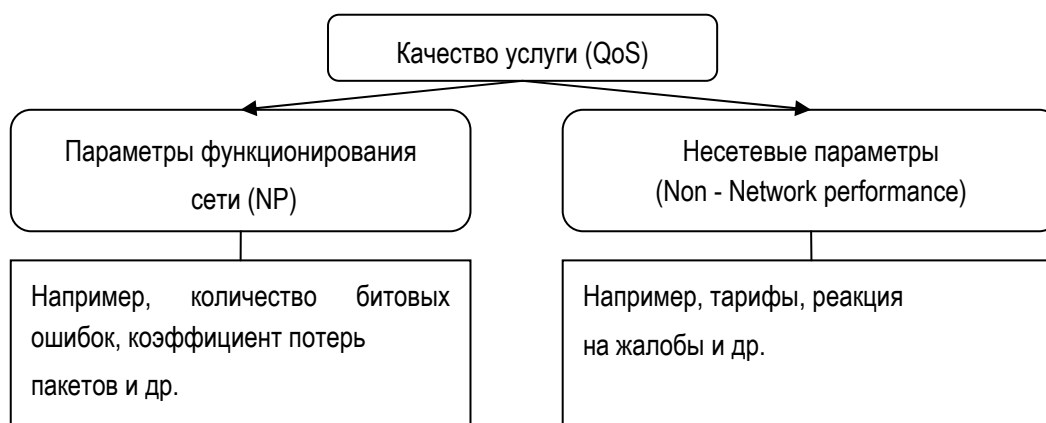 Качество услуги (QoS)
Параметры функционирования
сети (NP)
Несетевые параметры
(Non - Network performance)
Например, количество битовых
ошибок, коэффициент потерь
пакетов и др.
Например, тарифы, реакция
на жалобы и др.